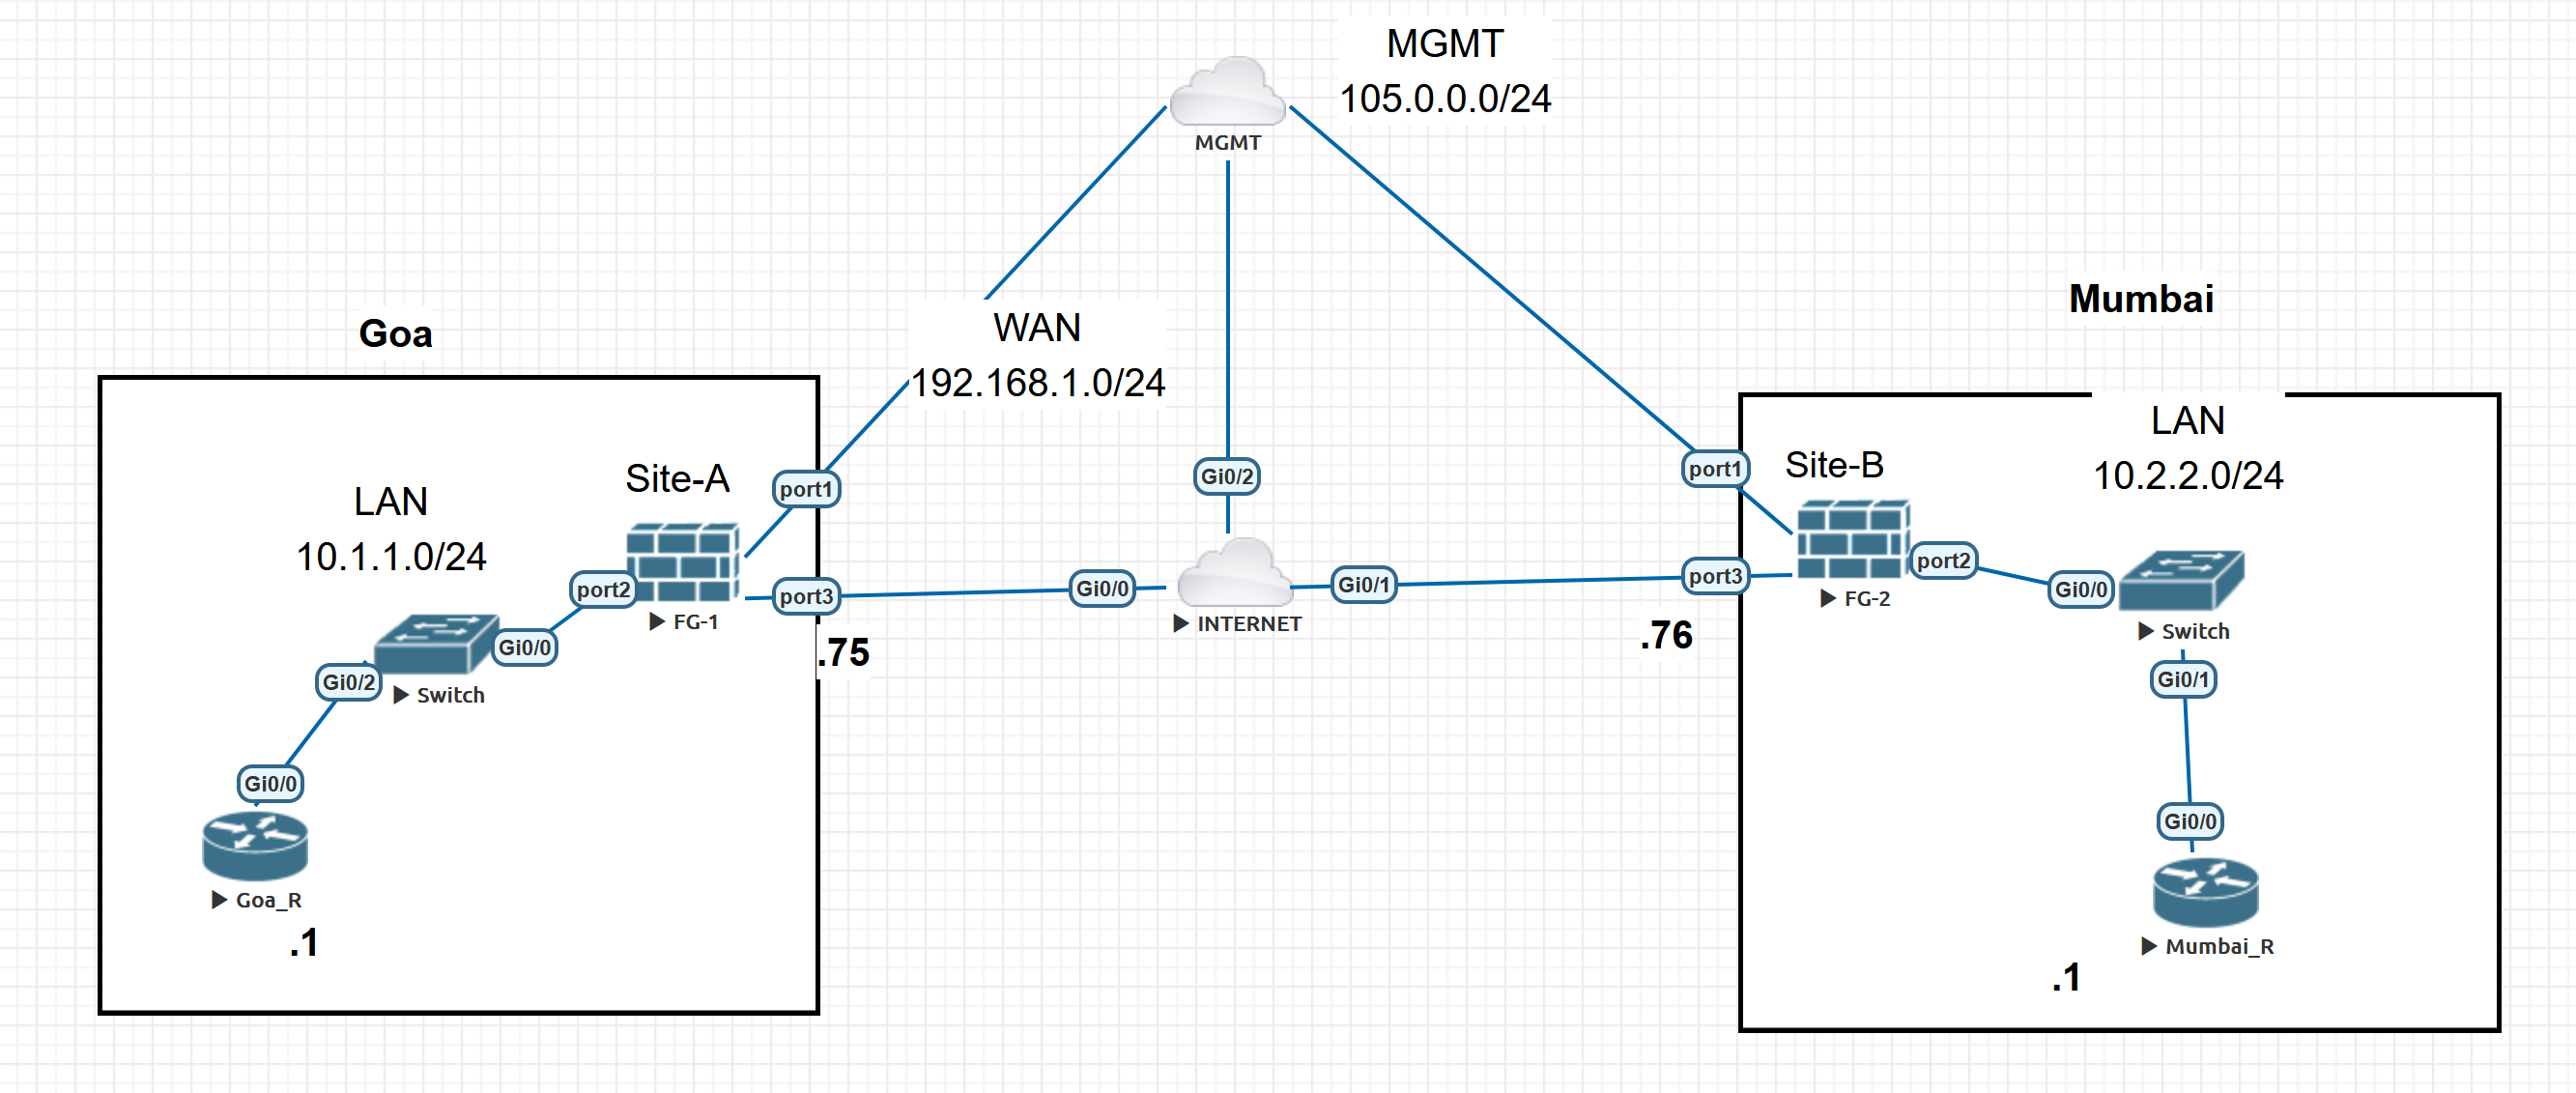 MGMT
105.0.0.0/24
MGMT
WAN
192.168.1.0/24
Goa
Mumbai
Site-A
port1
LAN
10.1.1.0/24
port2
FG-1
port3
.75
Gi0/0
Switch
Gi0/2
Gi0/0
Goa_R
.1
Gi0/2
Gi0/0
INTERNET
Gi0/1
port1
Site-B
LAN
10.2.2.0/24
port3
.76
FG-2
port2
Gi0/0
Switch
Gi0/1
Gi0/0
Mumbai_R
.1